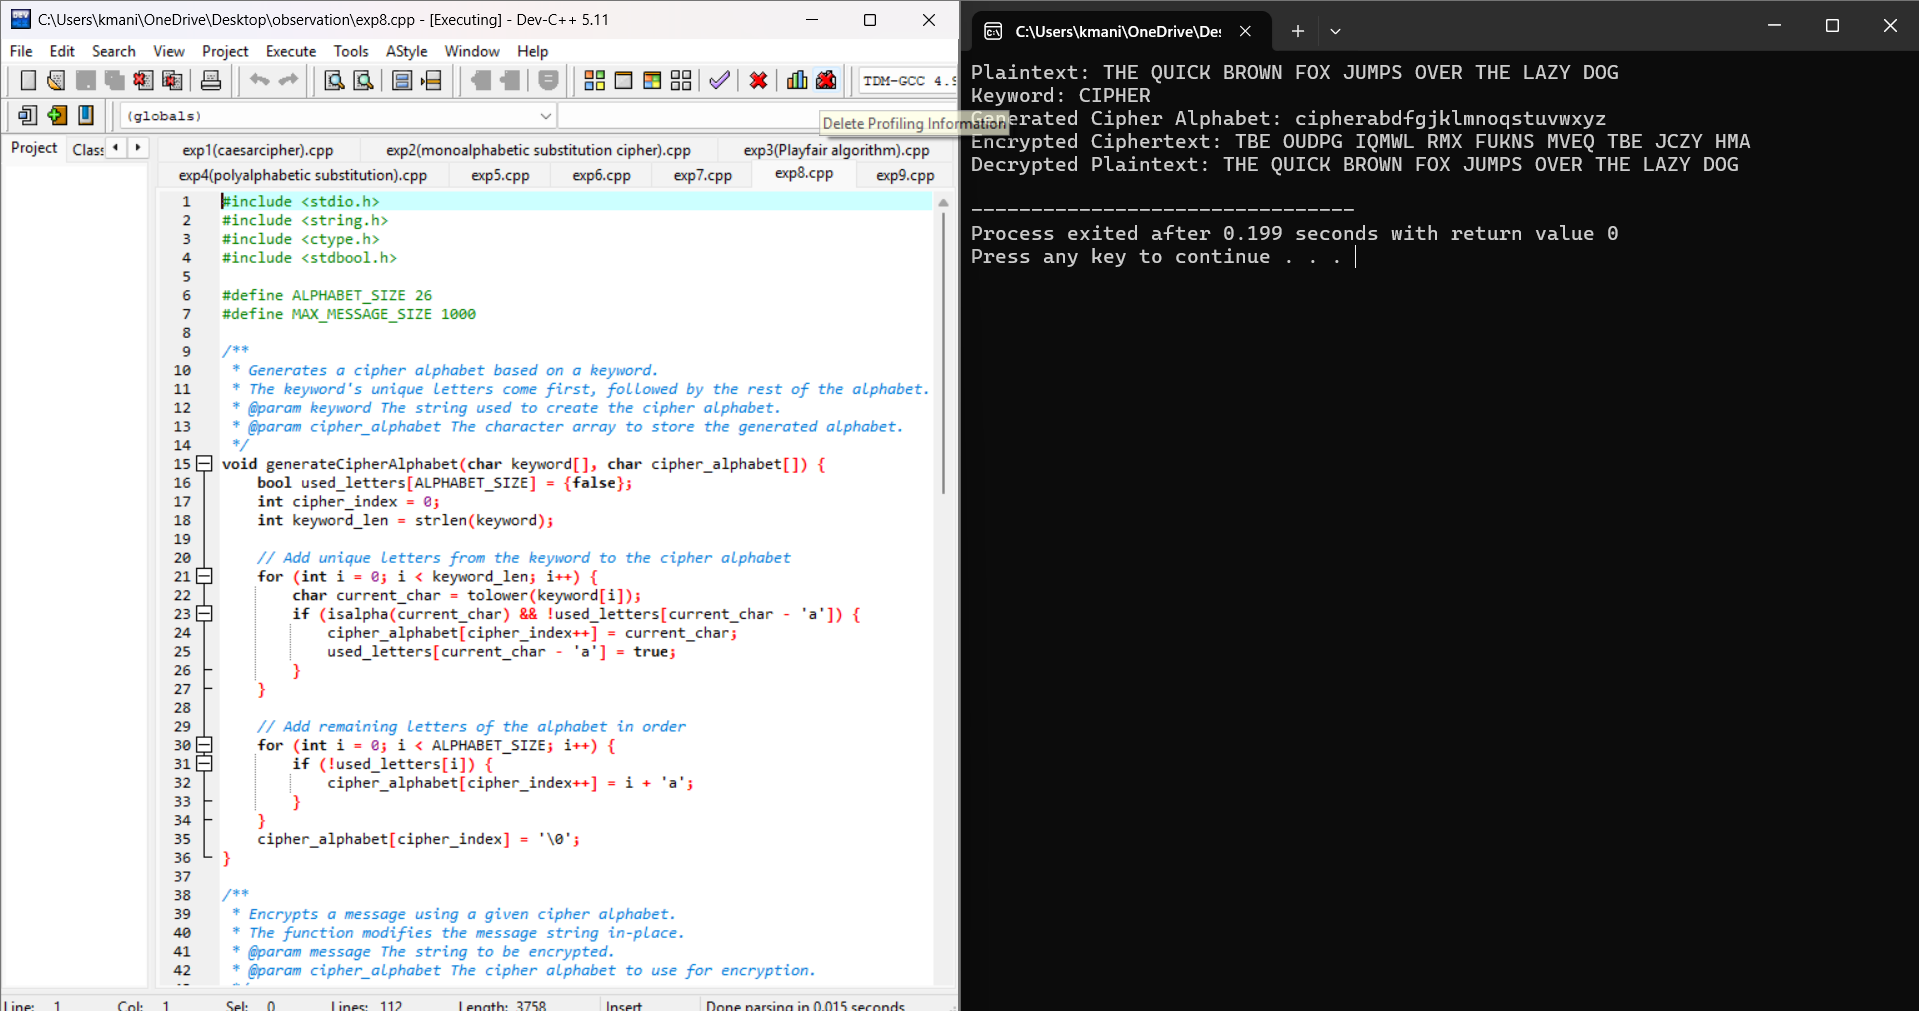 C:\Users\kmani\OneDrive\Desktop\observation\exp8.cpp - [Executing] - Dev-C++ 5.11
File Edit Search View Project Execute Tools AStyle Window Help
TDM-GCC 4.9
(globals)
Delete Profiling Information
Project Clas
exp1(caesarcipher).cpp exp2(monoalphabetic substitution cipher).cpp exp3(Playfair algorithm).cpp
exp4(polyalphabetic substitution).cpp exp5.cpp exp6.cpp exp7.cpp exp8.cpp exp9.cpp
1 #include <stdio.h>
2 #include <string.h>
3 #include <ctype.h>
4 #include <stdbool.h>
5
6 #define ALPHABET_SIZE 26
7 #define MAX_MESSAGE_SIZE 1000
8
9 /**
10 * Generates a cipher alphabet based on a keyword.
11 * The keyword's unique letters come first, followed by the rest of the alphabet.
12 * @param keyword The string used to create the cipher alphabet.
13 * @param cipher_alphabet The character array to store the generated alphabet.
14 */
15 void generateCipherAlphabet(char keyword[], char cipher_alphabet[]) {
16 bool used_letters[ALPHABET_SIZE] = {false};
17 int cipher_index = 0;
18 int keyword_len = strlen(keyword);
19
20 // Add unique letters from the keyword to the cipher alphabet
21 for (int i = 0; i < keyword_len; i++) {
22 char current_char = tolower(keyword[i]);
23 if (isalpha(current_char) && !used_letters[current_char - 'a']) {
24 cipher_alphabet[cipher_index++] = current_char;
25 used_letters[current_char - 'a'] = true;
26 }
27 }
28
29 // Add remaining letters of the alphabet in order
30 for (int i = 0; i < ALPHABET_SIZE; i++) {
31 if (!used_letters[i]) {
32 cipher_alphabet[cipher_index++] = i + 'a';
33 }
34 }
35 cipher_alphabet[cipher_index] = '\0';
36 }
37
38 /**
39 * Encrypts a message using a given cipher alphabet.
40 * The function modifies the message string in-place.
41 * @param message The string to be encrypted.
42 * @param cipher_alphabet The cipher alphabet to use for encryption.
Line: 1 Col: 1 Sel: 0 Lines: 112 Length: 3758 Insert Done parsing in 0.015 seconds
C:\Users\kmani\OneDrive\De
Plaintext: THE QUICK BROWN FOX JUMPS OVER THE LAZY DOG
Keyword: CIPHER
nerated Cipher Alphabet: cipherabdfgjklmnoqstuvwxyz
Encrypted Ciphertext: TBE OUDPG IQMWL RMX FUKNS MVEQ TBE JCZY HMA
Decrypted Plaintext: THE QUICK BROWN FOX JUMPS OVER THE LAZY DOG
--------------------------------
Process exited after 0.199 seconds with return value 0
Press any key to continue . . .